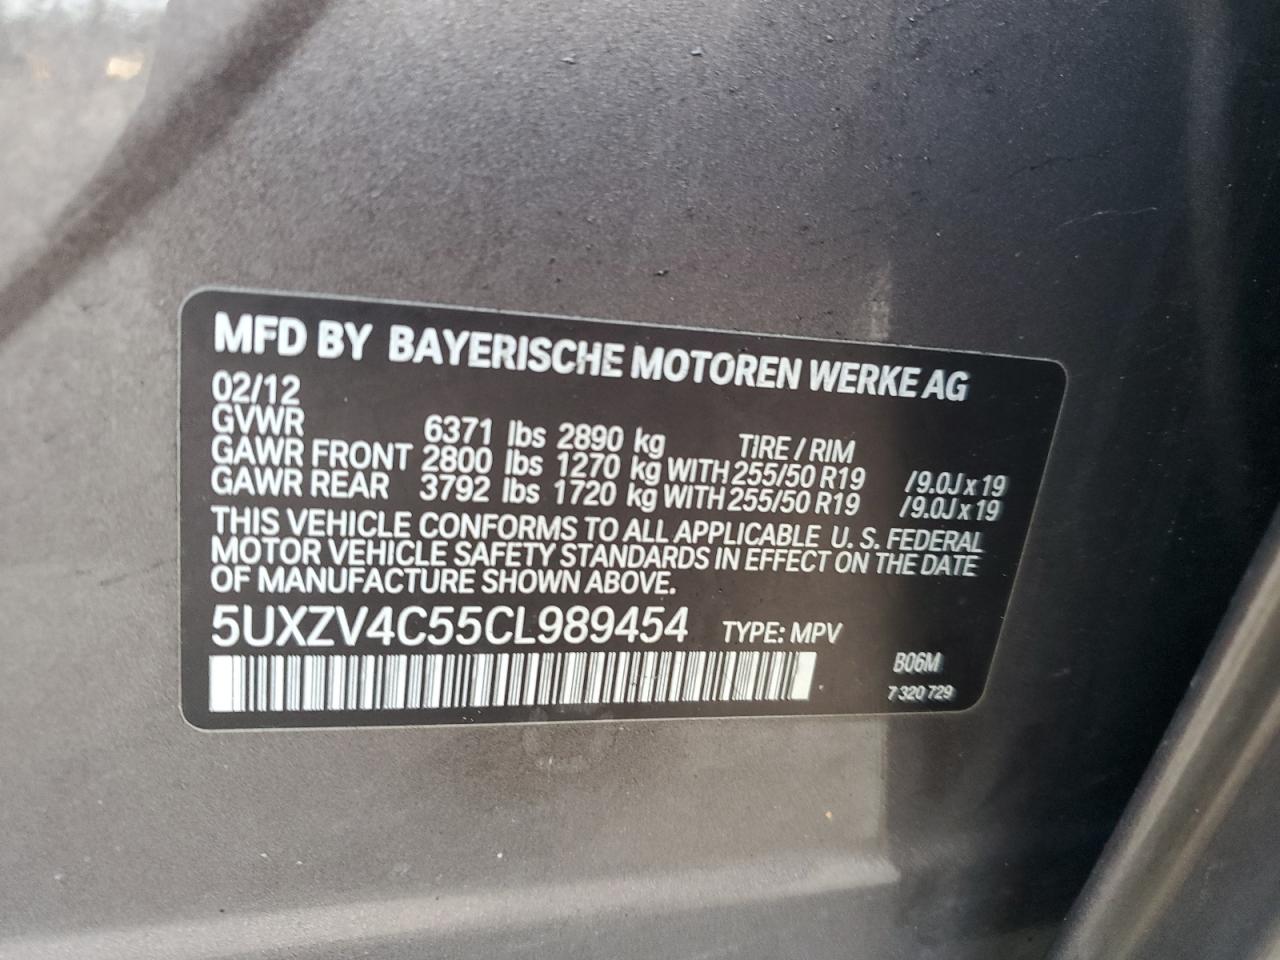 MFD BY BAYERISCHE MOTOREN WERKE AG
02/12
GVWR 6371 lbs 2890 kg TIRE / RIM
GAWR FRONT 2800 lbs 1270 kg WITH 255/50 R19 /9.0J x 19
GAWR REAR 3792 lbs 1720 kg WITH 255/50 R19 /9.0J x 19
THIS VEHICLE CONFORMS TO ALL APPLICABLE U. S. FEDERAL
MOTOR VEHICLE SAFETY STANDARDS IN EFFECT ON THE DATE
OF MANUFACTURE SHOWN ABOVE.
5UXZV4C55CL989454 TYPE: MPV
B06M
7 320 729